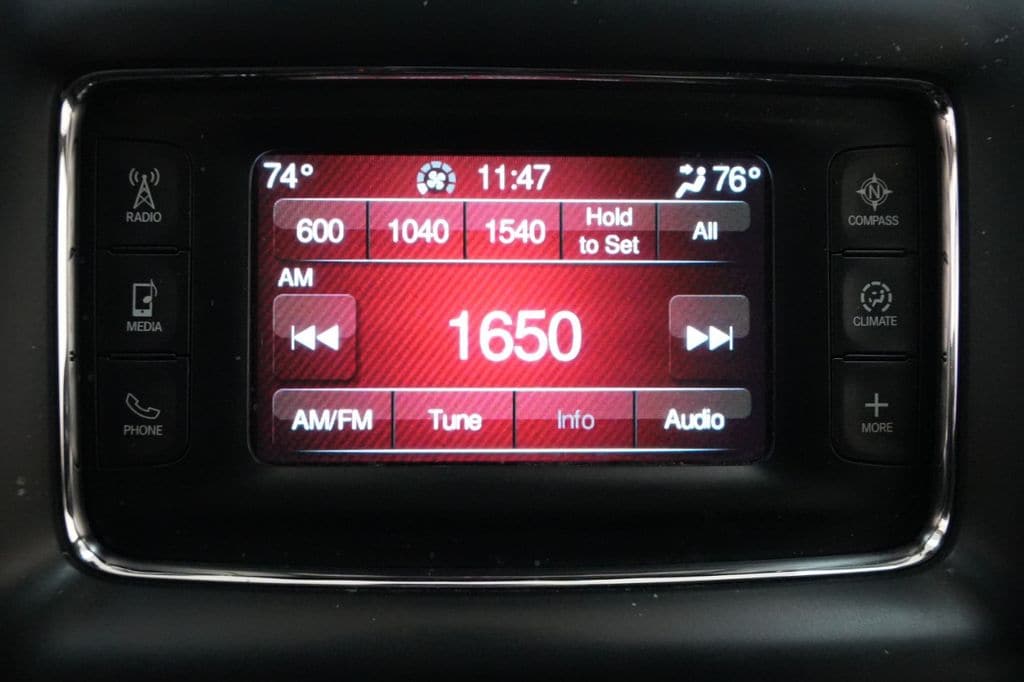 74° 11:47 76°
600 1040 1540 Hold to Set All
AM
1650
AM/FM Tune Info Audio
RADIO
MEDIA
PHONE
N
COMPASS
CLIMATE
MORE